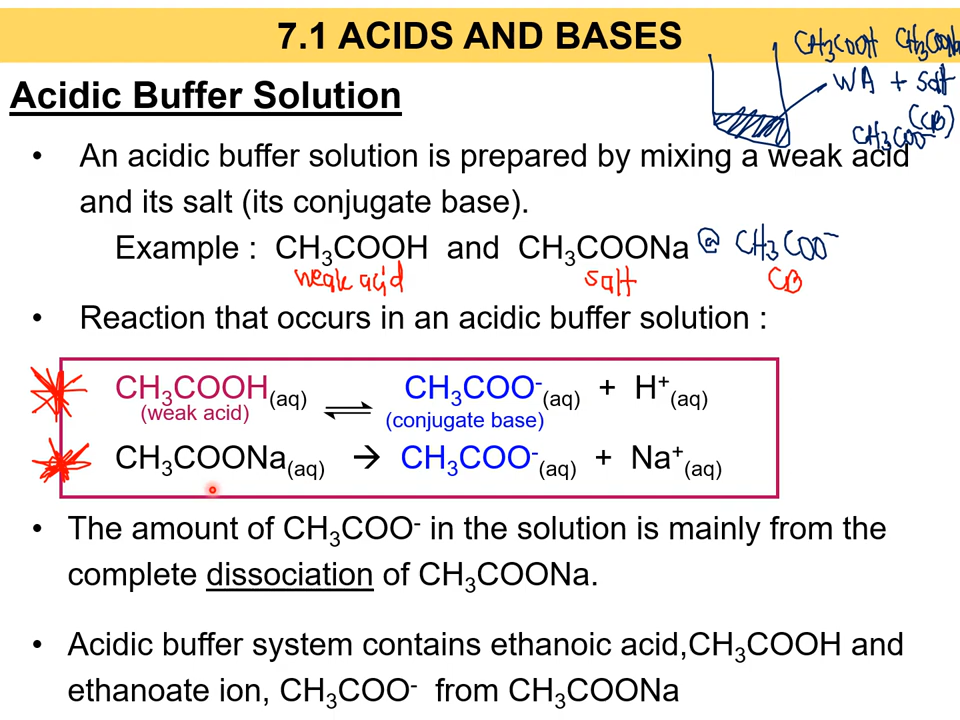 7.1 ACIDS AND BASES
CH3COOH CH3COONa
WA + Salt
(CB)
CH3COO-
Acidic Buffer Solution
• An acidic buffer solution is prepared by mixing a weak acid
and its salt (its conjugate base).
Example : CH₃COOH and CH₃COONa @ CH3COO⁻
weak acid salt CB
• Reaction that occurs in an acidic buffer solution :
CH₃COOH(aq) ⇌ CH₃COO⁻(aq) + H⁺(aq)
(weak acid) (conjugate base)
CH₃COONa(aq) → CH₃COO⁻(aq) + Na⁺(aq)
• The amount of CH₃COO⁻ in the solution is mainly from the
complete dissociation of CH₃COONa.
• Acidic buffer system contains ethanoic acid,CH₃COOH and
ethanoate ion, CH₃COO⁻ from CH₃COONa